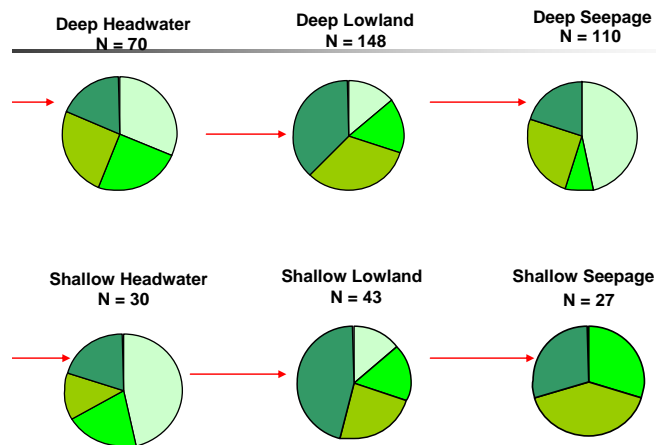 Deep Headwater
N = 70
Deep Lowland
N = 148
Deep Seepage
N = 110
Shallow Headwater
N = 30
Shallow Lowland
N = 43
Shallow Seepage
N = 27